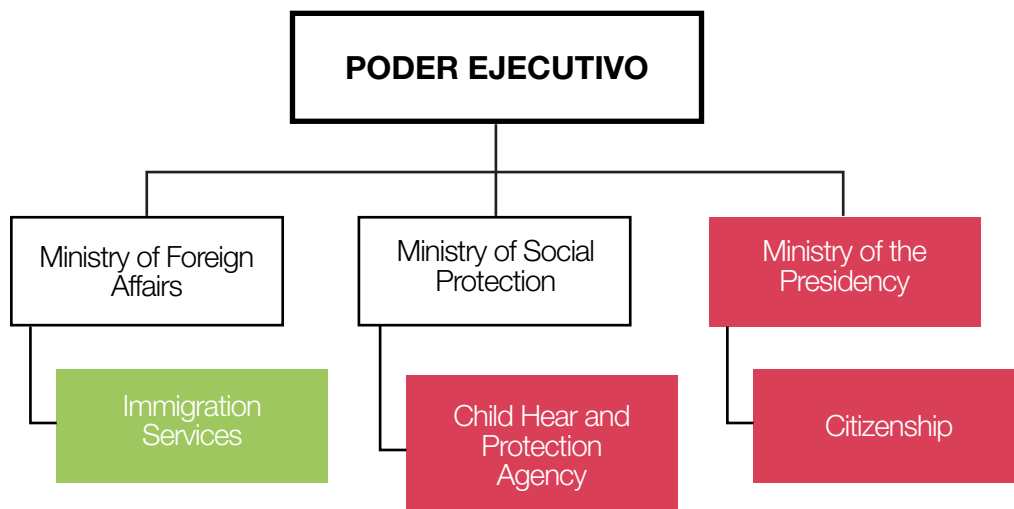 PODER EJECUTIVO
Ministry of Foreign
Affairs
Ministry of Social
Protection
Ministry of the
Presidency
Immigration
Services
Child Hear and
Protection
Agency
Citizenship